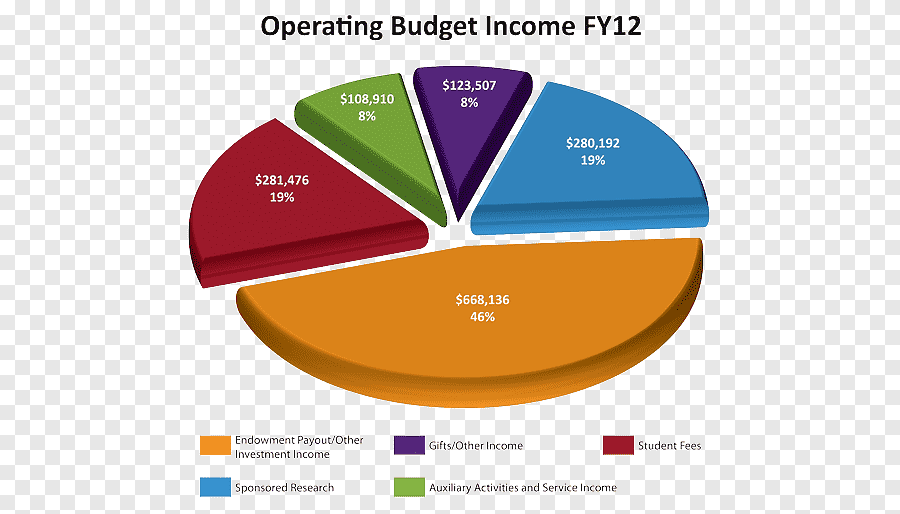 Operating Budget Income FY12
$123,507
8%
$108,910
8%
$280,192
19%
$281,476
19%
$668,136
46%
Endowment Payout/Other
Investment Income
Gifts/Other Income
Student Fees
Sponsored Research
Auxiliary Activities and Service Income